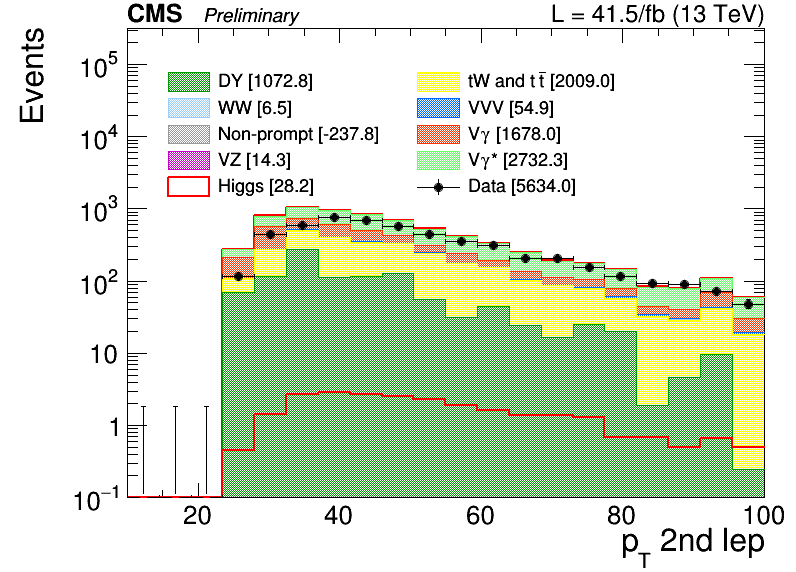 CMS Preliminary L = 41.5/fb (13 TeV)
Events
10⁵
10⁴
10³
10²
10
1
10⁻¹
DY [1072.8]
WW [6.5]
Non-prompt [-237.8]
VZ [14.3]
Higgs [28.2]
tW and tt̅ [2009.0]
VVV [54.9]
Vγ [1678.0]
Vγ* [2732.3]
Data [5634.0]
20 40 60 80 100
p_T 2nd lep